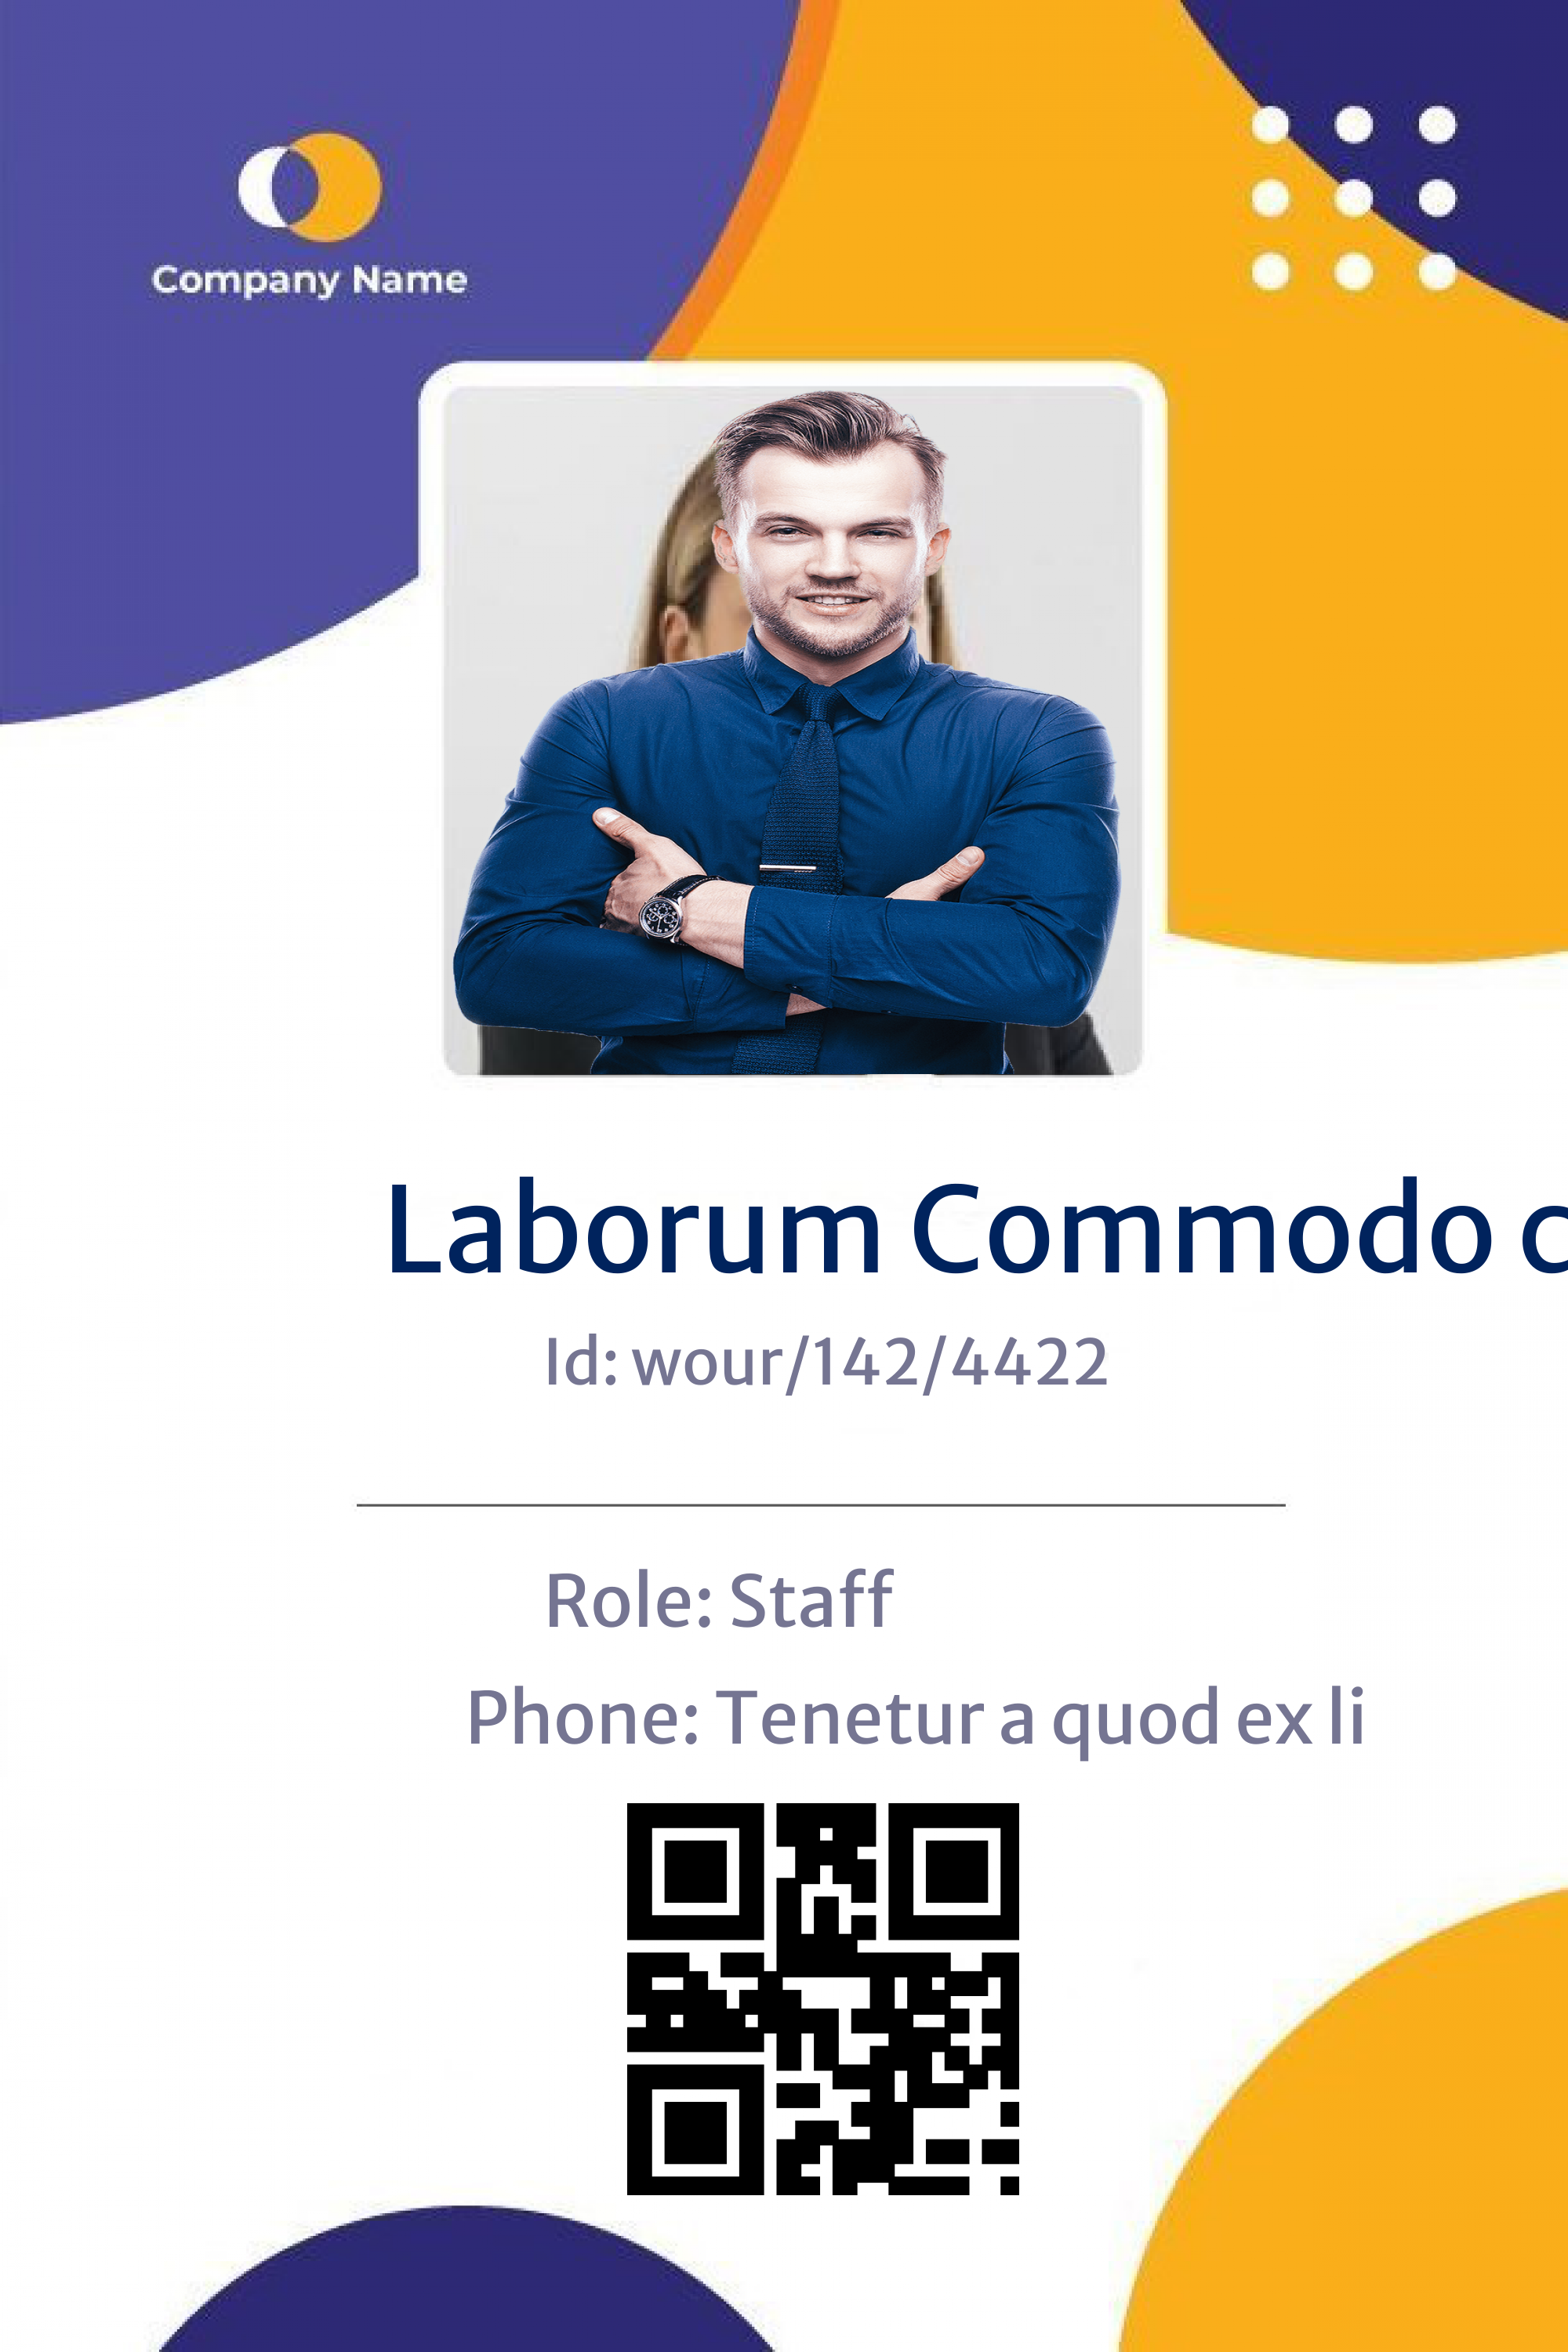 Company Name
Laborum Commodo c
Id: wour/142/4422
Role: Staff
Phone: Tenetur a quod ex li